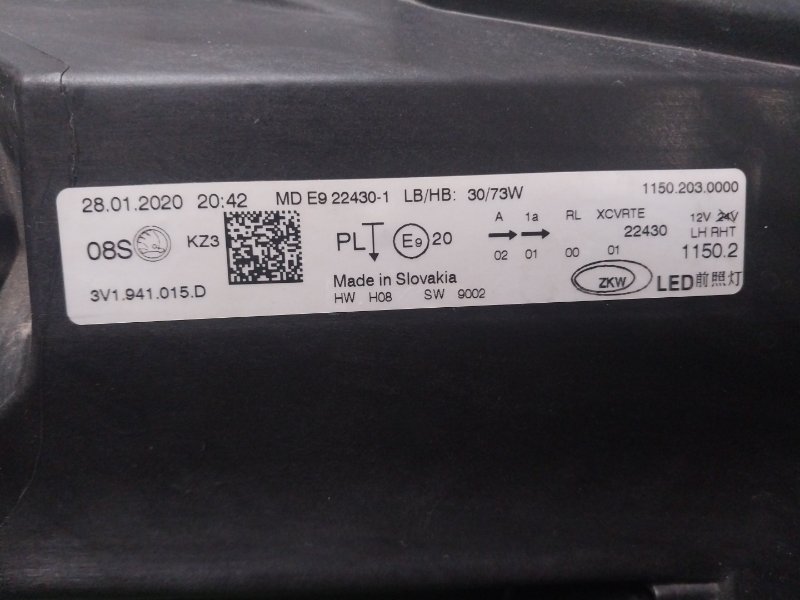 28.01.2020 20:42 MD E9 22430-1 LB/HB: 30/73W 1150.203.0000
08S KZ3 PL E9 20 A 1a RL XCVRTE 12V 24V
22430 LH RHT
02 01 00 01 1150.2
3V1.941.015.D Made in Slovakia ZKW LED前照灯
HW H08 SW 9002